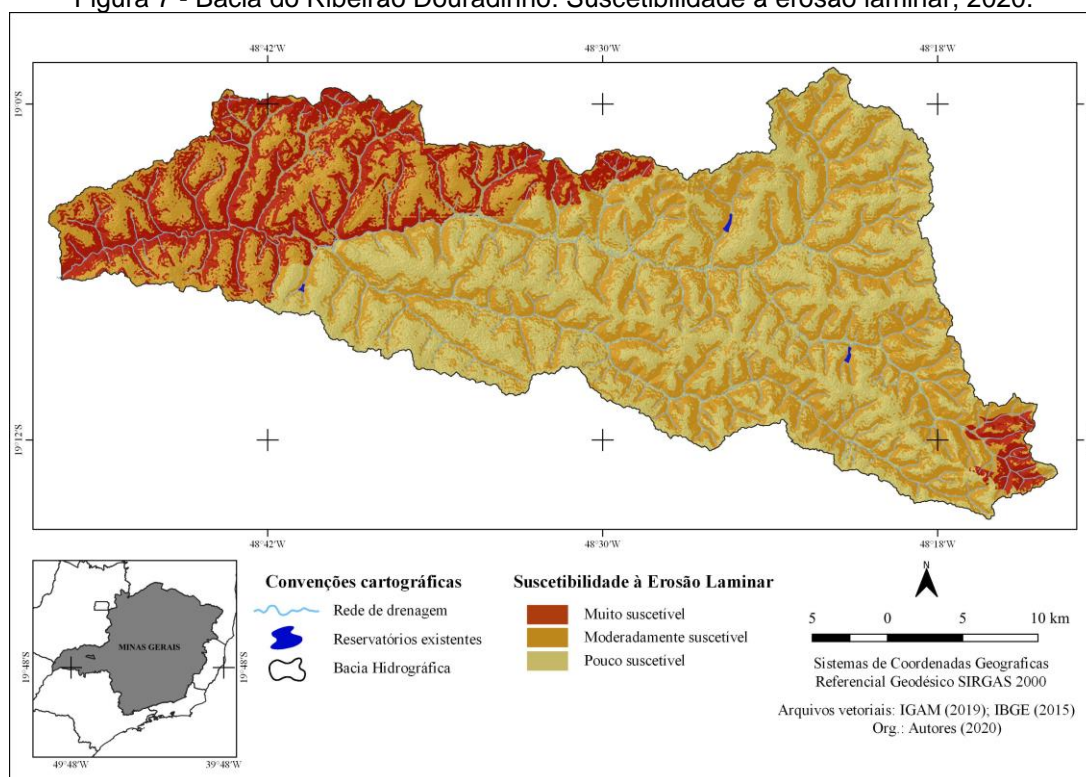 Figura 7 - Bacia do Ribeirão Douradinho: Suscetibilidade à erosão laminar, 2020.
48°42'W 48°30'W 48°18'W
19°0'S
19°12'S
48°42'W 48°30'W 48°18'W
MINAS GERAIS
19°48'S
19°48'S
49°48'W 39°48'W
Convenções cartográficas
Rede de drenagem
Reservatórios existentes
Bacia Hidrográfica
Suscetibilidade à Erosão Laminar
Muito suscetível
Moderadamente suscetível
Pouco suscetível
N
5 0 5 10 km
Sistemas de Coordenadas Geograficas
Referencial Geodésico SIRGAS 2000
Arquivos vetoriais: IGAM (2019); IBGE (2015)
Org.: Autores (2020)